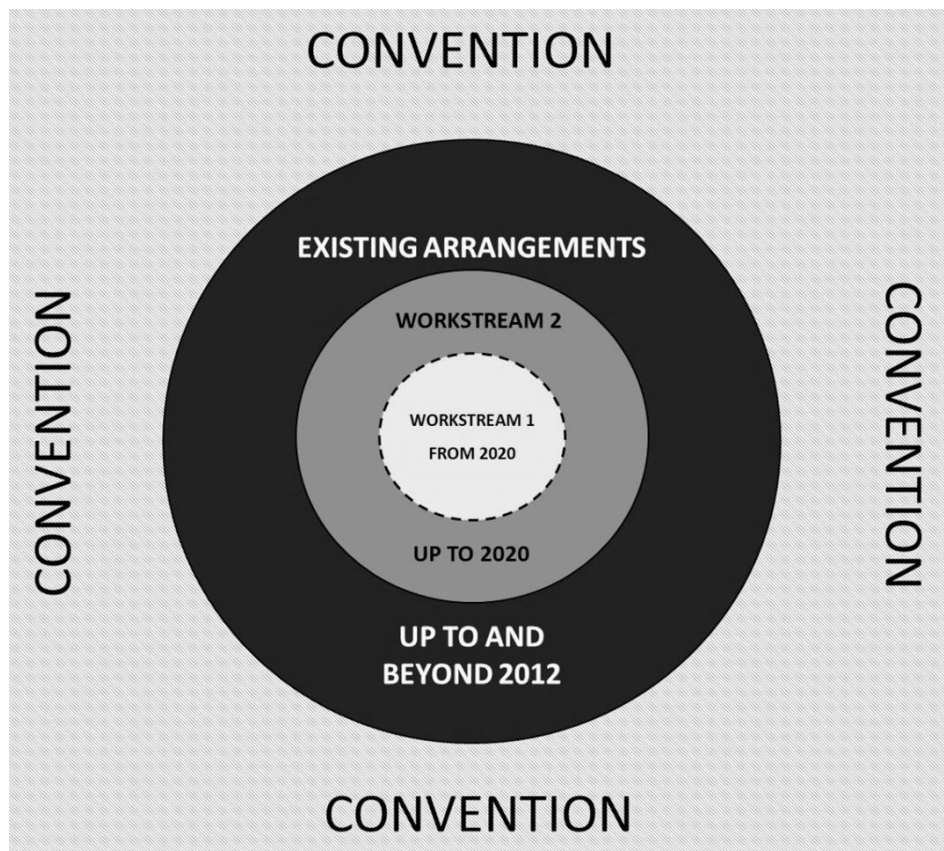 CONVENTION
EXISTING ARRANGEMENTS
WORKSTREAM 2
CONVENTION
WORKSTREAM 1
FROM 2020
CONVENTION
UP TO 2020
UP TO AND
BEYOND 2012
CONVENTION